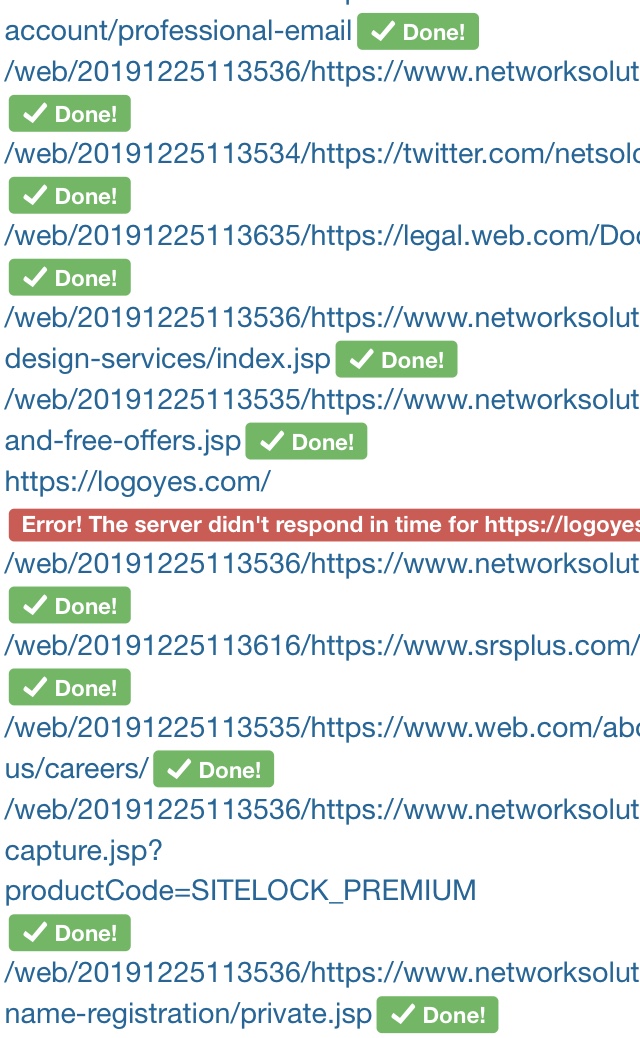 account/professional-email ✓ Done!
/web/20191225113536/https://www.networksolut
✓ Done!
/web/20191225113534/https://twitter.com/netsolc
✓ Done!
/web/20191225113635/https://legal.web.com/Doc
✓ Done!
/web/20191225113536/https://www.networksolut
design-services/index.jsp ✓ Done!
/web/20191225113535/https://www.networksolut
and-free-offers.jsp ✓ Done!
https://logoyes.com/
Error! The server didn't respond in time for https://logoyes
/web/20191225113536/https://www.networksolut
✓ Done!
/web/20191225113616/https://www.srsplus.com/
✓ Done!
/web/20191225113535/https://www.web.com/abo
us/careers/ ✓ Done!
/web/20191225113536/https://www.networksolut
capture.jsp?
productCode=SITELOCK_PREMIUM
✓ Done!
/web/20191225113536/https://www.networksolut
name-registration/private.jsp ✓ Done!